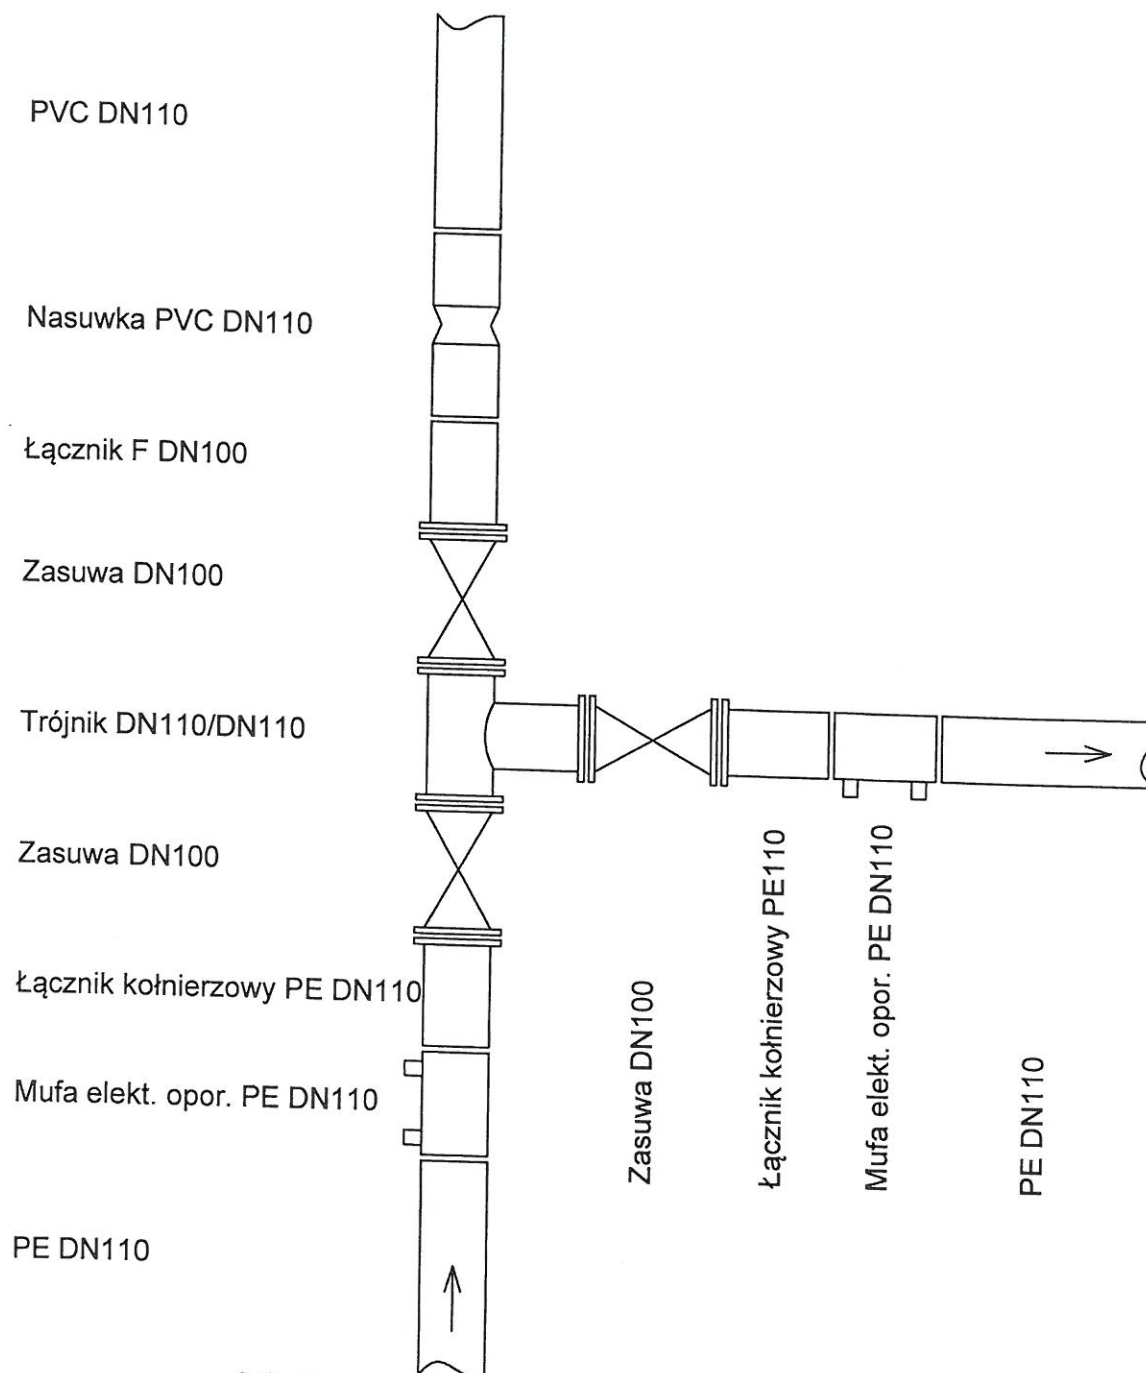 PVC DN110
Nasuwka PVC DN110
Łącznik F DN100
Zasuwa DN100
Trójnik DN110/DN110
Zasuwa DN100
Łącznik kołnierzowy PE DN110
Mufa elekt. opor. PE DN110
PE DN110
Zasuwa DN100
Łącznik kołnierzowy PE110
Mufa elekt. opor. PE DN110
PE DN110